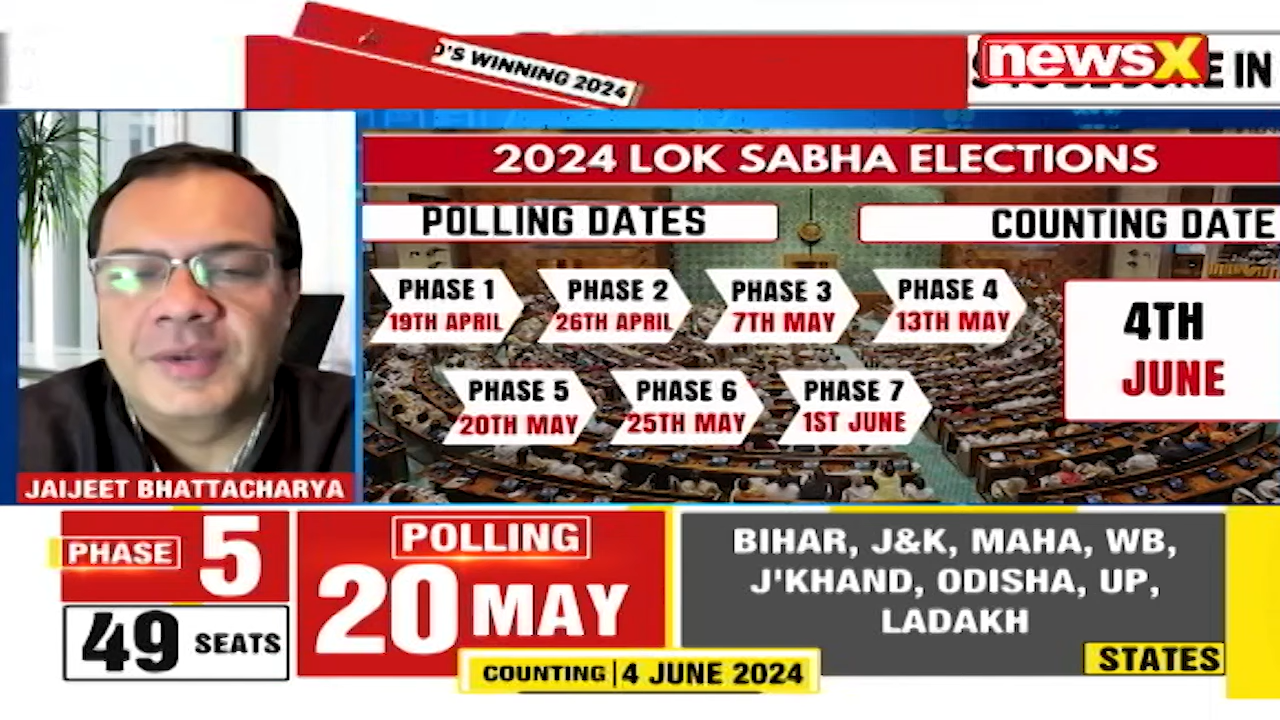 'S WINNING 2024
newsX
IN
2024 LOK SABHA ELECTIONS
POLLING DATES
COUNTING DATE
PHASE 1
19TH APRIL
PHASE 2
26TH APRIL
PHASE 3
7TH MAY
PHASE 4
13TH MAY
4TH
JUNE
PHASE 5
20TH MAY
PHASE 6
25TH MAY
PHASE 7
1ST JUNE
JAIJEET BHATTACHARYA
PHASE 5
49 SEATS
POLLING
20 MAY
BIHAR, J&K, MAHA, WB,
J'KHAND, ODISHA, UP,
LADAKH
STATES
COUNTING | 4 JUNE 2024